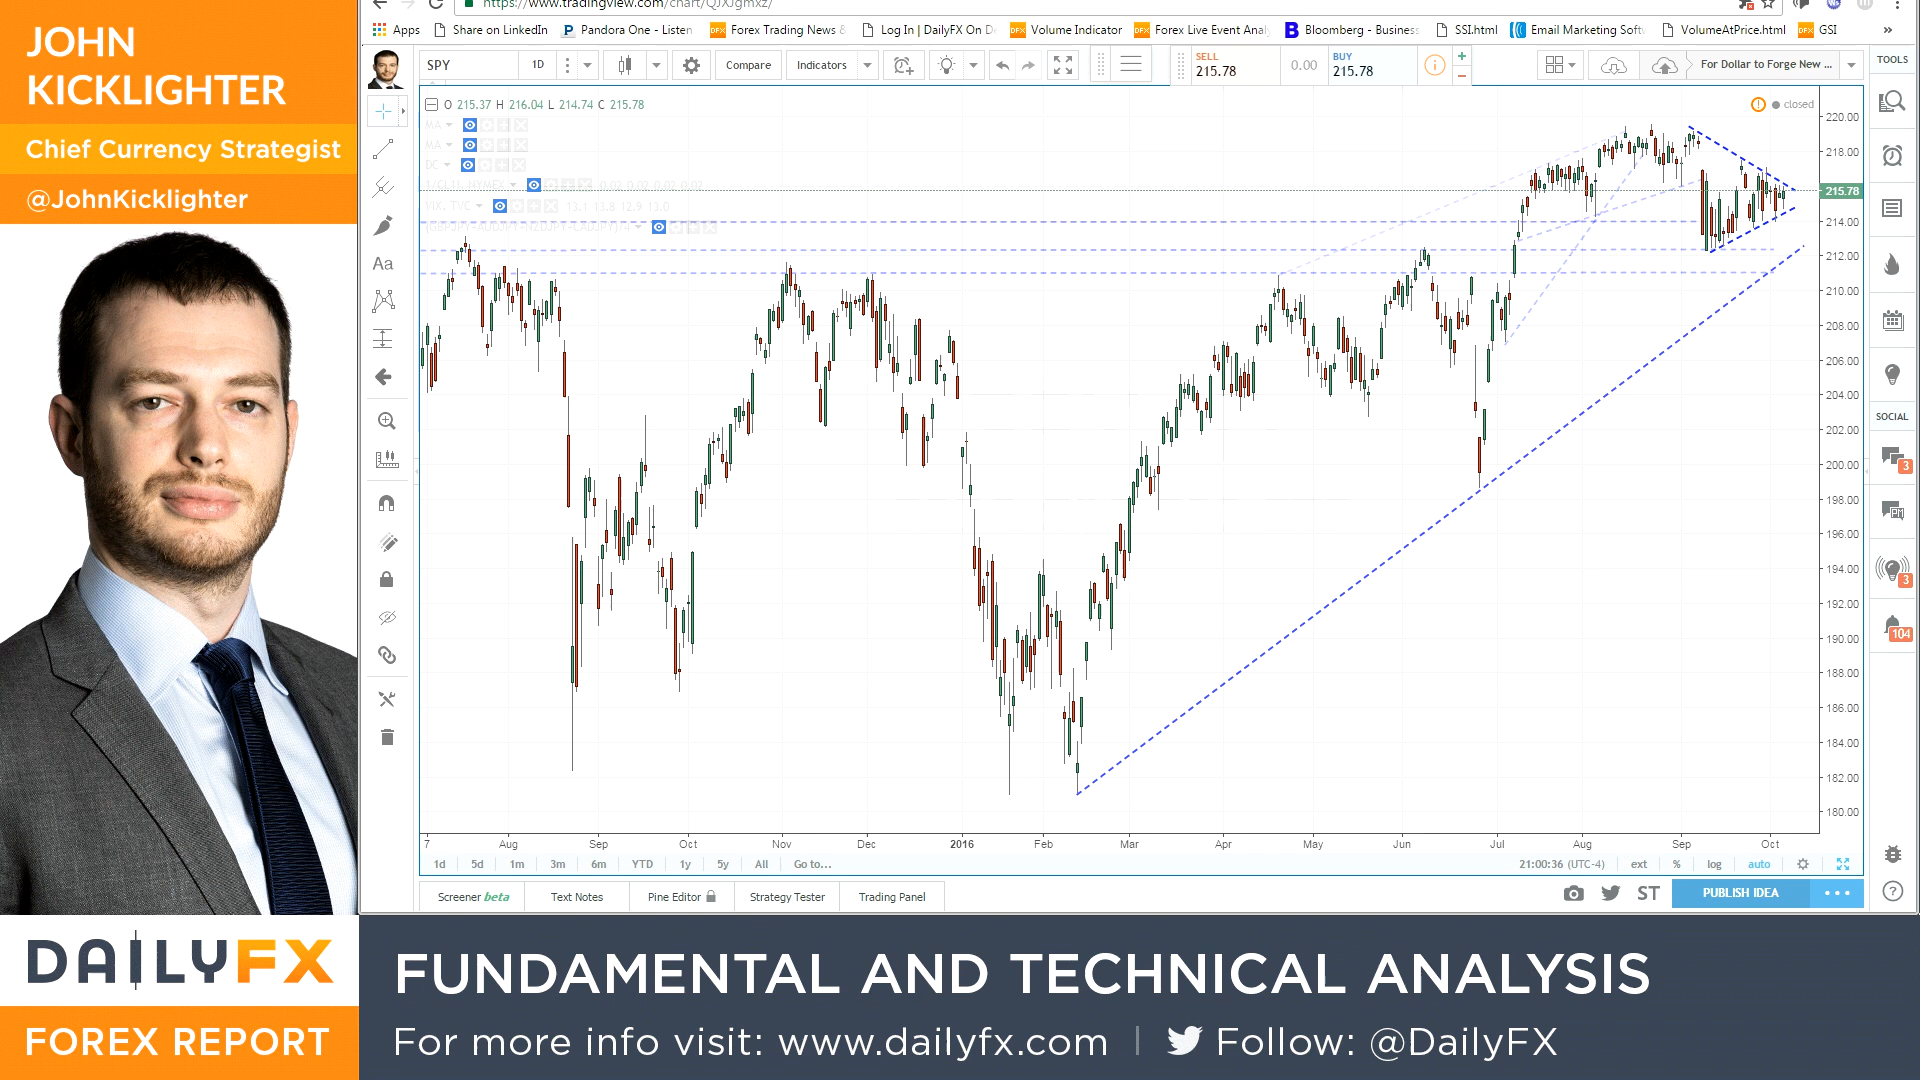 JOHN
KICKLIGHTER
Chief Currency Strategist
@JohnKicklighter
https://www.tradingview.com/chart/QJXJgmxz/
Apps Share on LinkedIn Pandora One - Listen Forex Trading News & Log In | DailyFX On D Volume Indicator Forex Live Event Anal Bloomberg - Business SSI.html Email Marketing Soft VolumeAtPrice.html GSI »
SPY 1D Compare Indicators SELL 215.78 0.00 BUY 215.78 For Dollar to Forge New ... TOOLS
O 215.37 H 216.04 L 214.74 C 215.78
closed
MA
MA
DC
VIX, TVC 13.1 13.8 12.9 13.0
Aa
220.00
218.00
215.78
214.00
212.00
210.00
208.00
206.00
204.00
202.00
200.00
198.00
196.00
194.00
192.00
190.00
188.00
186.00
184.00
182.00
180.00
SOCIAL
3
3
104
7 Aug Sep Oct Nov Dec 2016 Feb Mar Apr May Jun Jul Aug Sep Oct
1d 5d 1m 3m 6m YTD 1y 5y All Go to... 21:00:36 (UTC-4) ext % log auto
Screener beta Text Notes Pine Editor Strategy Tester Trading Panel ST PUBLISH IDEA
DAILYFX
FOREX REPORT
FUNDAMENTAL AND TECHNICAL ANALYSIS
For more info visit: www.dailyfx.com | Follow: @DailyFX